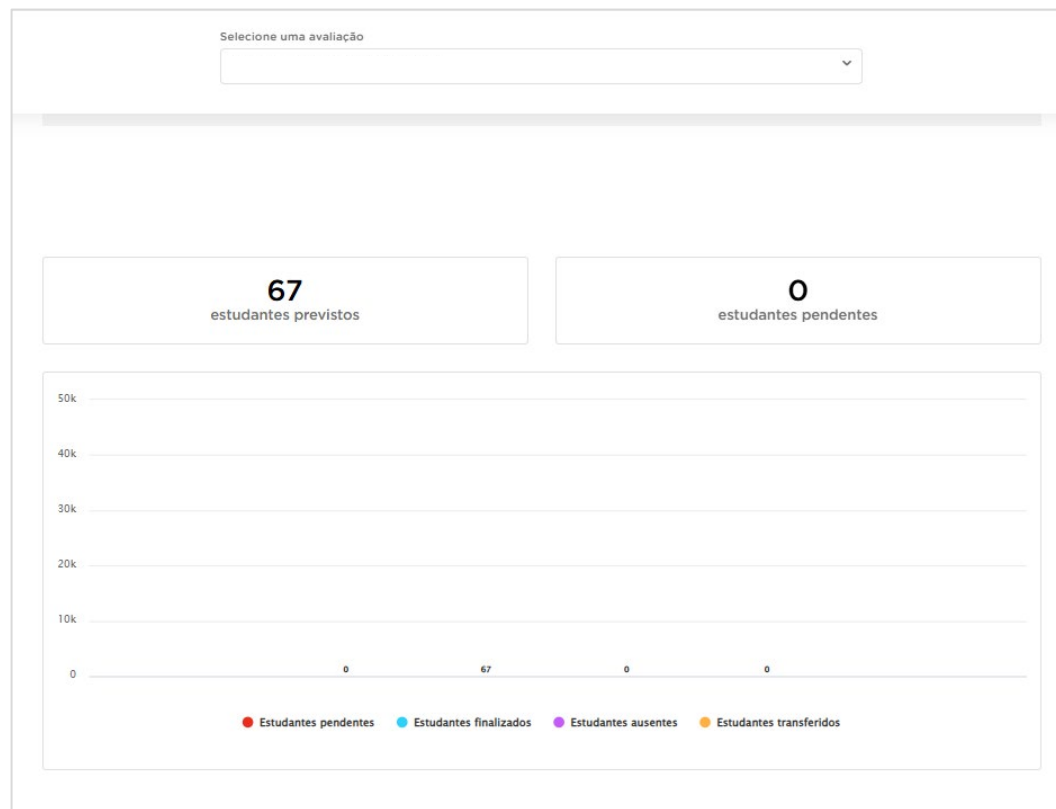 Selecione uma avaliação
67
estudantes previstos
0
estudantes pendentes
50k
40k
30k
20k
10k
0
0 67 0 0
Estudantes pendentes Estudantes finalizados Estudantes ausentes Estudantes transferidos